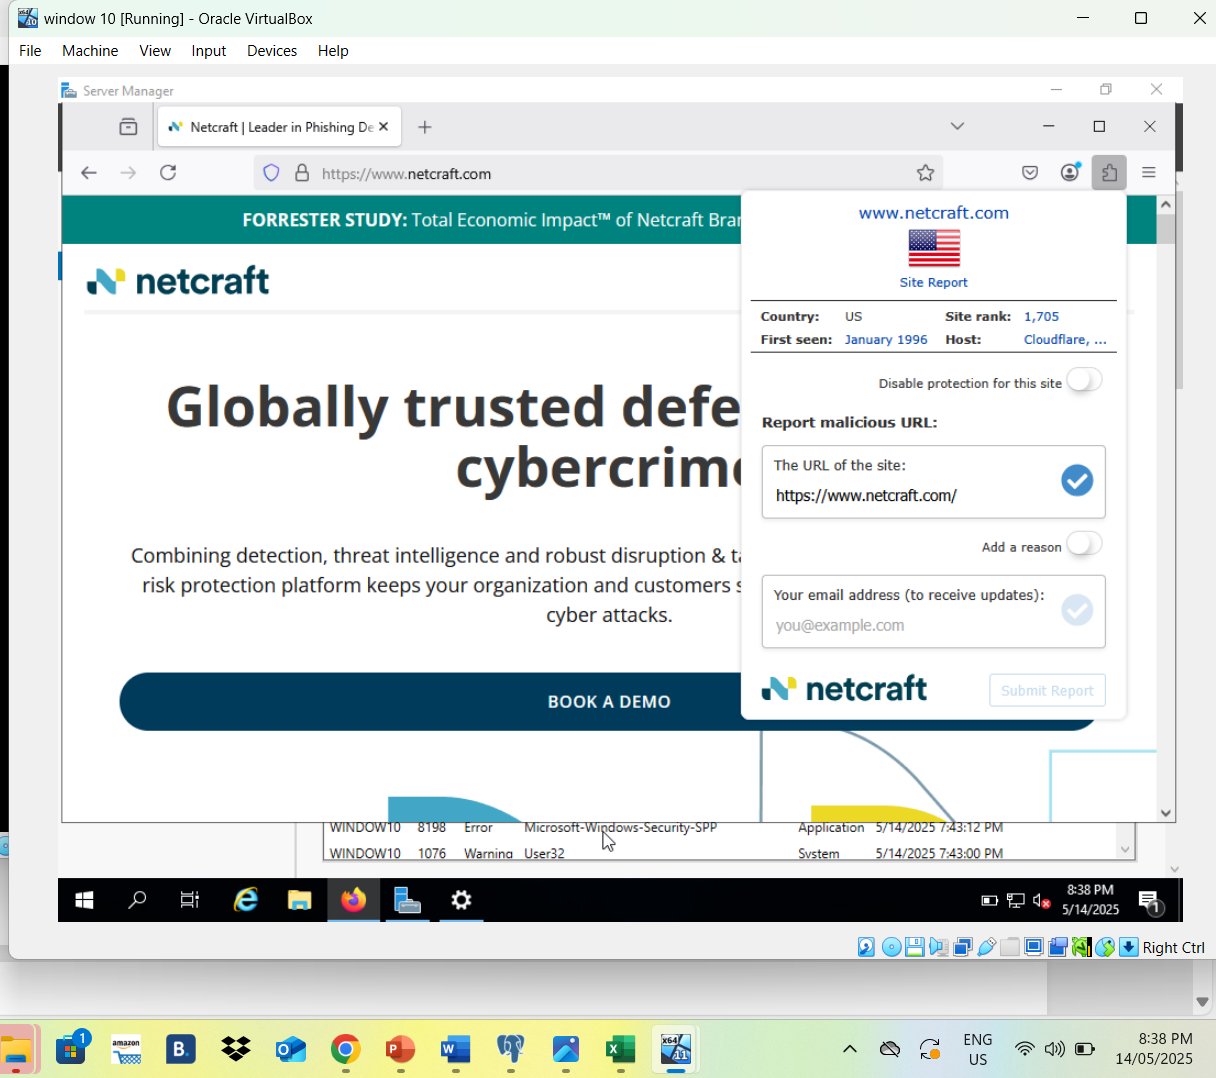 window 10 [Running] - Oracle VirtualBox
File Machine View Input Devices Help
Server Manager
Netcraft | Leader in Phishing De
https://www.netcraft.com
FORRESTER STUDY: Total Economic Impact™ of Netcraft Bran
netcraft
Globally trusted defe
cybercrime
Combining detection, threat intelligence and robust disruption & ta
risk protection platform keeps your organization and customers s
cyber attacks.
BOOK A DEMO
www.netcraft.com
Site Report
Country: US Site rank: 1,705
First seen: January 1996 Host: Cloudflare, ...
Disable protection for this site
Report malicious URL:
The URL of the site:
https://www.netcraft.com/
Add a reason
Your email address (to receive updates):
you@example.com
netcraft
Submit Report
WINDOW10 8198 Error Microsoft-Windows-Security-SPP Application 5/14/2025 7:43:12 PM
WINDOW10 1076 Warning User32 System 5/14/2025 7:43:00 PM
8:38 PM
5/14/2025
1
Right Ctrl
1
amazon
B.
x64
11
ENG
US
8:38 PM
14/05/2025